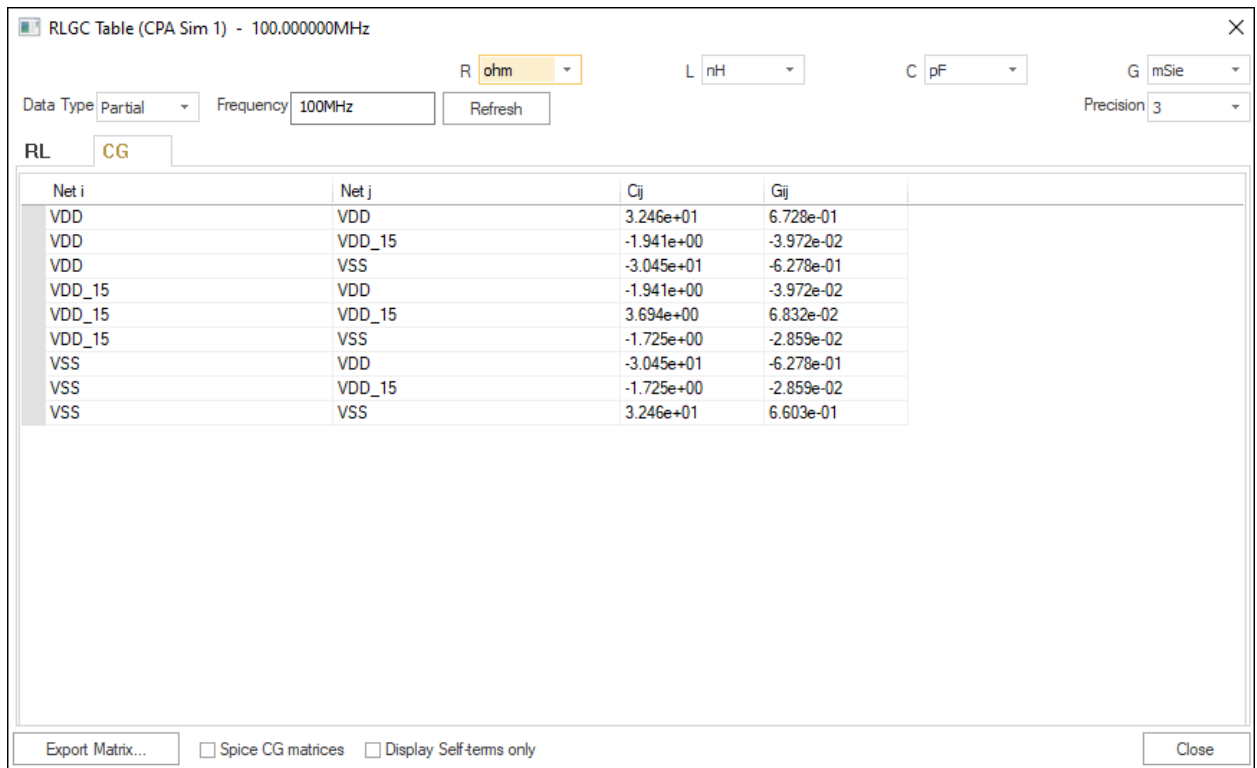 RLGC Table (CPA Sim 1) - 100.000000MHz
R ohm L nH C pF G mSie
Data Type Partial Frequency 100MHz Refresh Precision 3
RL CG
Net i Net j Cij Gij
VDD VDD 3.246e+01 6.728e-01
VDD VDD_15 -1.941e+00 -3.972e-02
VDD VSS -3.045e+01 -6.278e-01
VDD_15 VDD -1.941e+00 -3.972e-02
VDD_15 VDD_15 3.694e+00 6.832e-02
VDD_15 VSS -1.725e+00 -2.859e-02
VSS VDD -3.045e+01 -6.278e-01
VSS VDD_15 -1.725e+00 -2.859e-02
VSS VSS 3.246e+01 6.603e-01
Export Matrix... Spice CG matrices Display Self-terms only Close